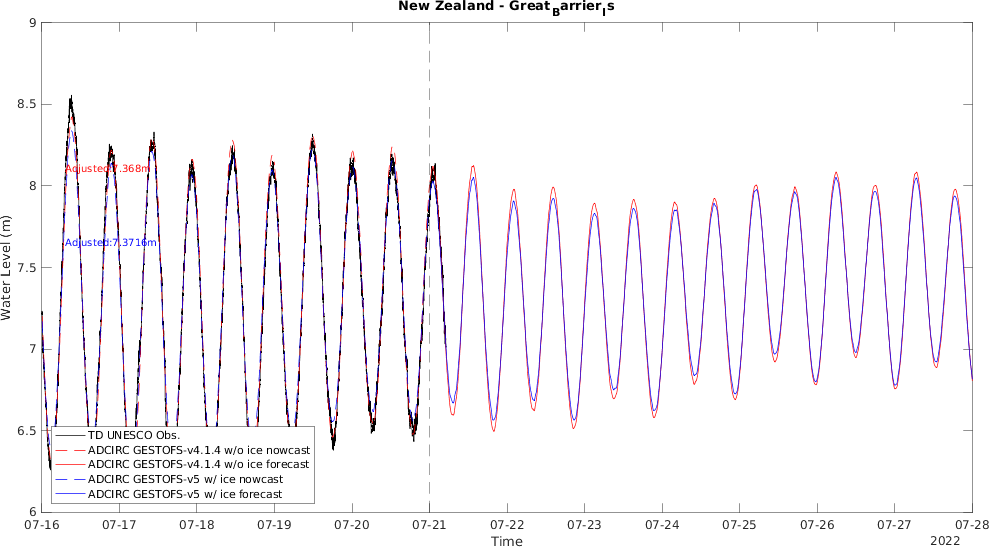 New Zealand - Great_Barrier_Is
9
8.5
8
7.5
7
6.5
6
Water Level (m)
Adjusted:7.368m
Adjusted:7.3716m
TD UNESCO Obs.
ADCIRC GESTOFS-v4.1.4 w/o ice nowcast
ADCIRC GESTOFS-v4.1.4 w/o ice forecast
ADCIRC GESTOFS-v5 w/ ice nowcast
ADCIRC GESTOFS-v5 w/ ice forecast
07-16 07-17 07-18 07-19 07-20 07-21 07-22 07-23 07-24 07-25 07-26 07-27 07-28
Time
2022